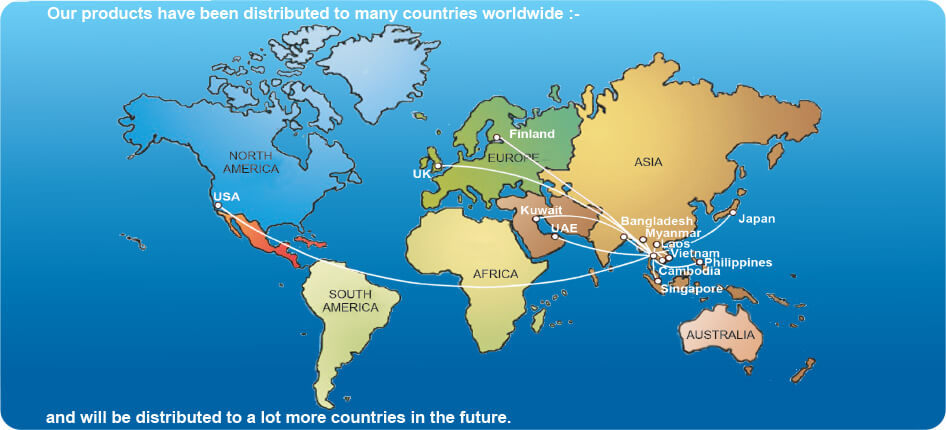 Our products have been distributed to many countries worldwide :-
Finland
NORTH
AMERICA
EUROPE
ASIA
UK
USA
Kuwait
Bangladesh
Japan
UAE
Myanmar
Laos
Vietnam
Philippines
AFRICA
Cambodia
Singapore
SOUTH
AMERICA
AUSTRALIA
and will be distributed to a lot more countries in the future.